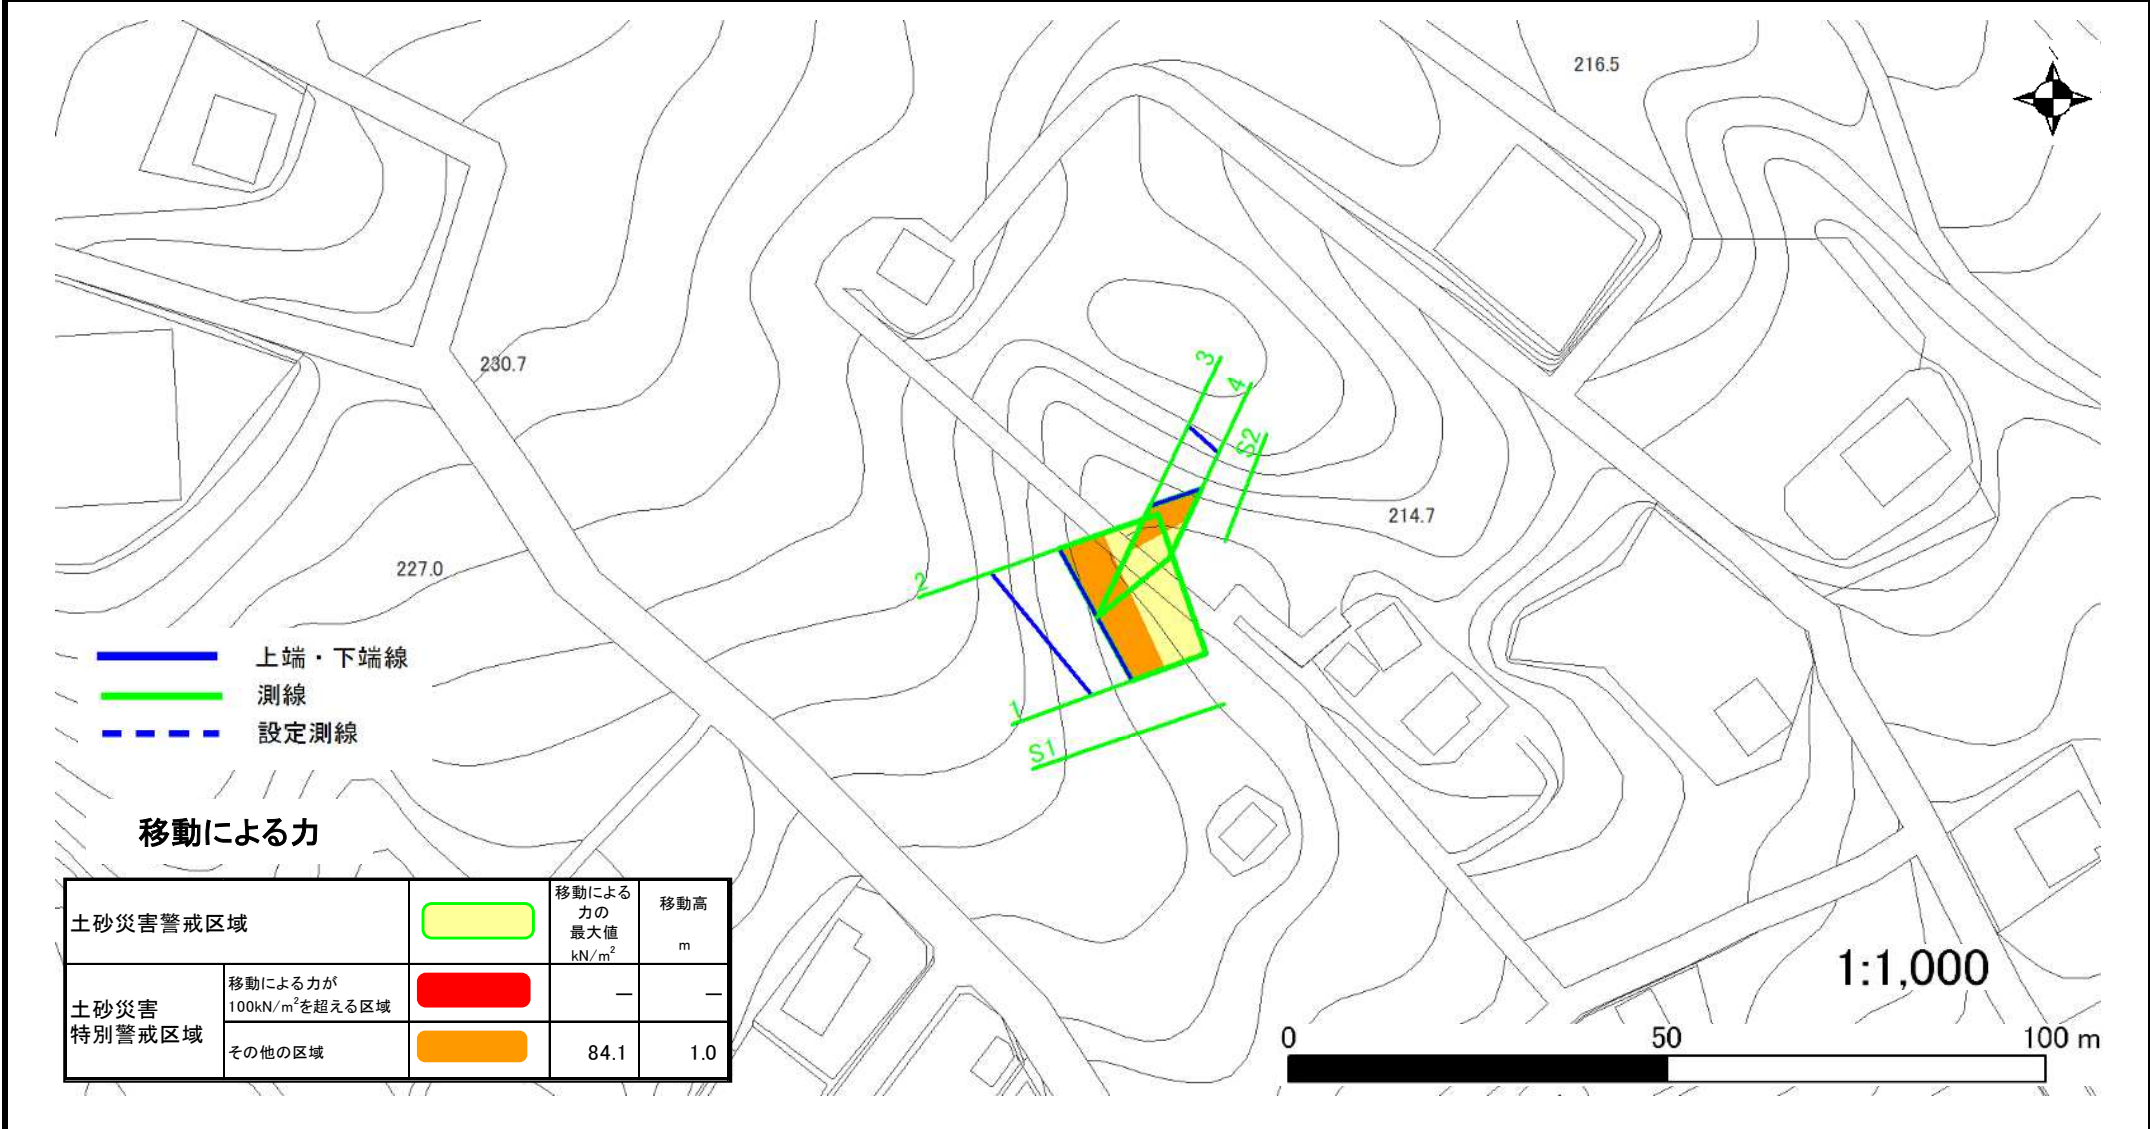 216.5
230.7
3
4
S2
214.7
227.0
2
1
S1
上端・下端線
測線
設定測線
移動による力
土砂災害警戒区域
移動による
力の
最大値
kN/m²
移動高
m
土砂災害
特別警戒区域
移動による力が
100kN/m²を超える区域
－
－
その他の区域
84.1
1.0
1:1,000
0
50
100 m